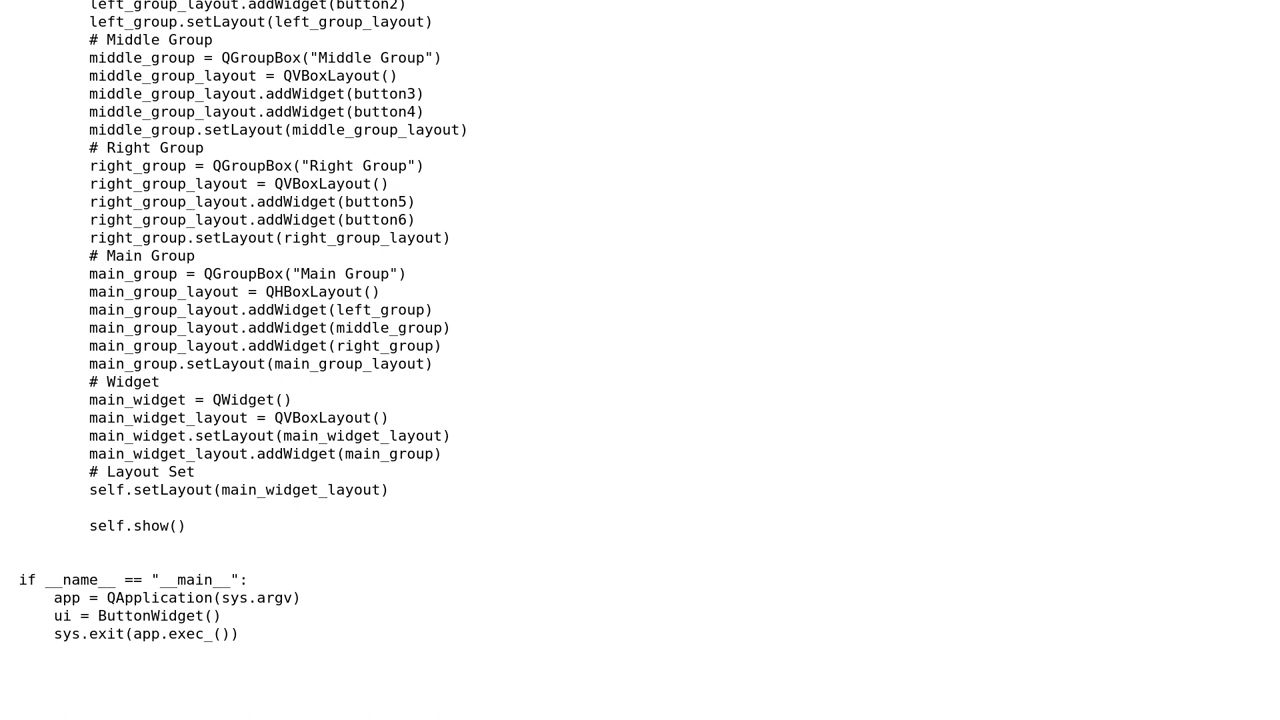 left_group_layout.addWidget(button2)
left_group.setLayout(left_group_layout)
# Middle Group
middle_group = QGroupBox("Middle Group")
middle_group_layout = QVBoxLayout()
middle_group_layout.addWidget(button3)
middle_group_layout.addWidget(button4)
middle_group.setLayout(middle_group_layout)
# Right Group
right_group = QGroupBox("Right Group")
right_group_layout = QVBoxLayout()
right_group_layout.addWidget(button5)
right_group_layout.addWidget(button6)
right_group.setLayout(right_group_layout)
# Main Group
main_group = QGroupBox("Main Group")
main_group_layout = QHBoxLayout()
main_group_layout.addWidget(left_group)
main_group_layout.addWidget(middle_group)
main_group_layout.addWidget(right_group)
main_group.setLayout(main_group_layout)
# Widget
main_widget = QWidget()
main_widget_layout = QVBoxLayout()
main_widget.setLayout(main_widget_layout)
main_widget_layout.addWidget(main_group)
# Layout Set
self.setLayout(main_widget_layout)
self.show()
if __name__ == "__main__":
app = QApplication(sys.argv)
ui = ButtonWidget()
sys.exit(app.exec_())